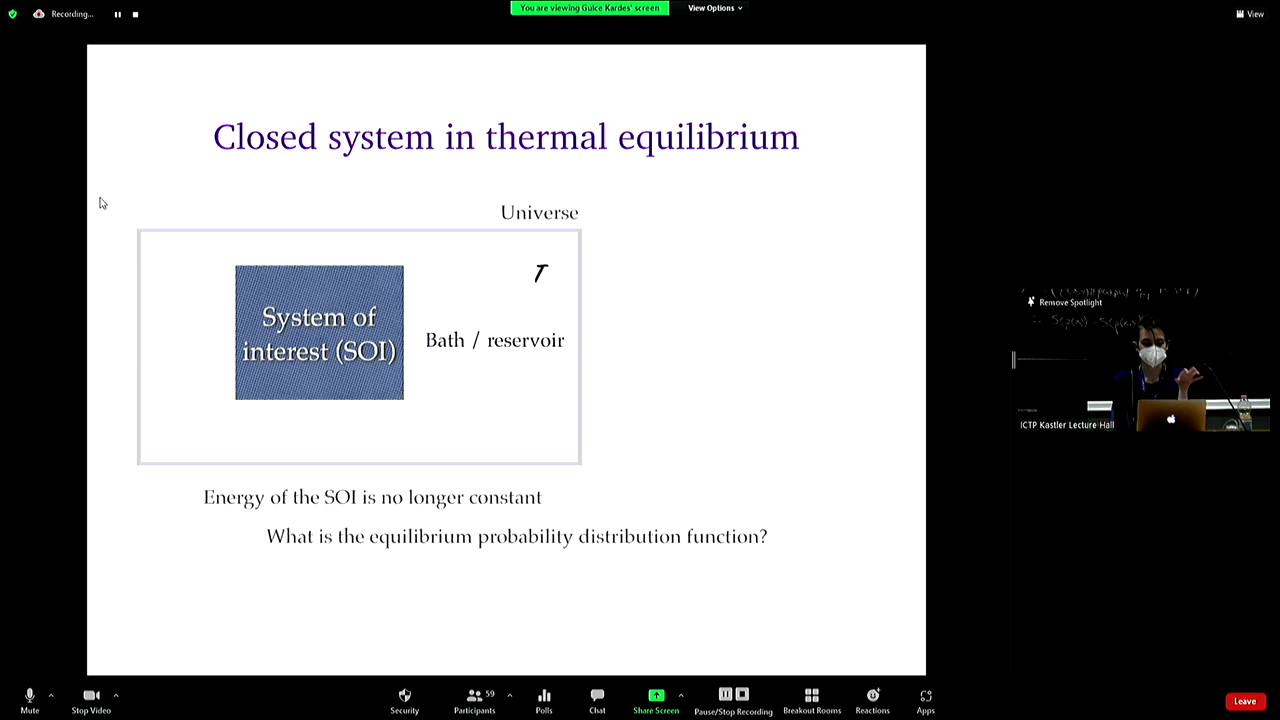 Recording...
You are viewing Gulce Kardes' screen
View Options
View
Closed system in thermal equilibrium
Universe
T
System of
interest (SOI)
Bath / reservoir
Energy of the SOI is no longer constant
What is the equilibrium probability distribution function?
Remove Spotlight
ICTP Kastler Lecture Hall
Mute
Stop Video
Security
Participants
59
Polls
Chat
Share Screen
Pause/Stop Recording
Breakout Rooms
Reactions
Apps
Leave